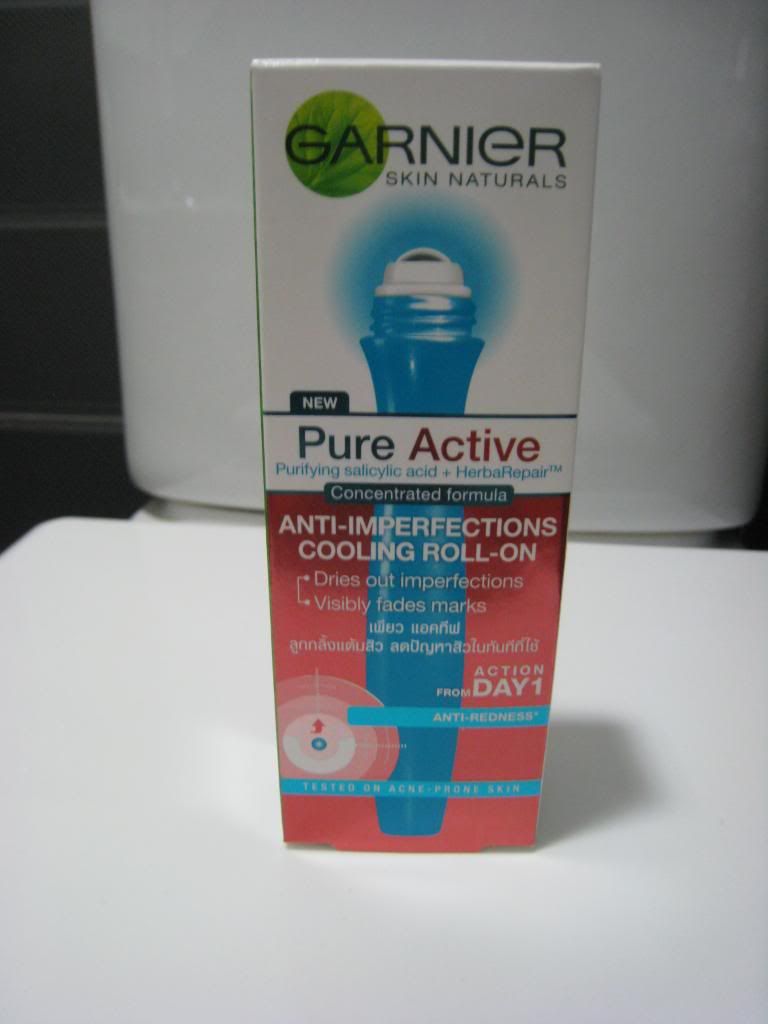 GARNIER
SKIN NATURALS
NEW
Pure Active
Purifying salicylic acid + HerbaRepair™
Concentrated formula
ANTI-IMPERFECTIONS
COOLING ROLL-ON
Dries out imperfections
Visibly fades marks
เพียว แอคทีฟ
ลูกกลิ้งแต้มสิว ลดปัญหาสิวในทันทีที่ใช้
ACTION
FROM DAY1
ANTI-REDNESS*
TESTED ON ACNE-PRONE SKIN